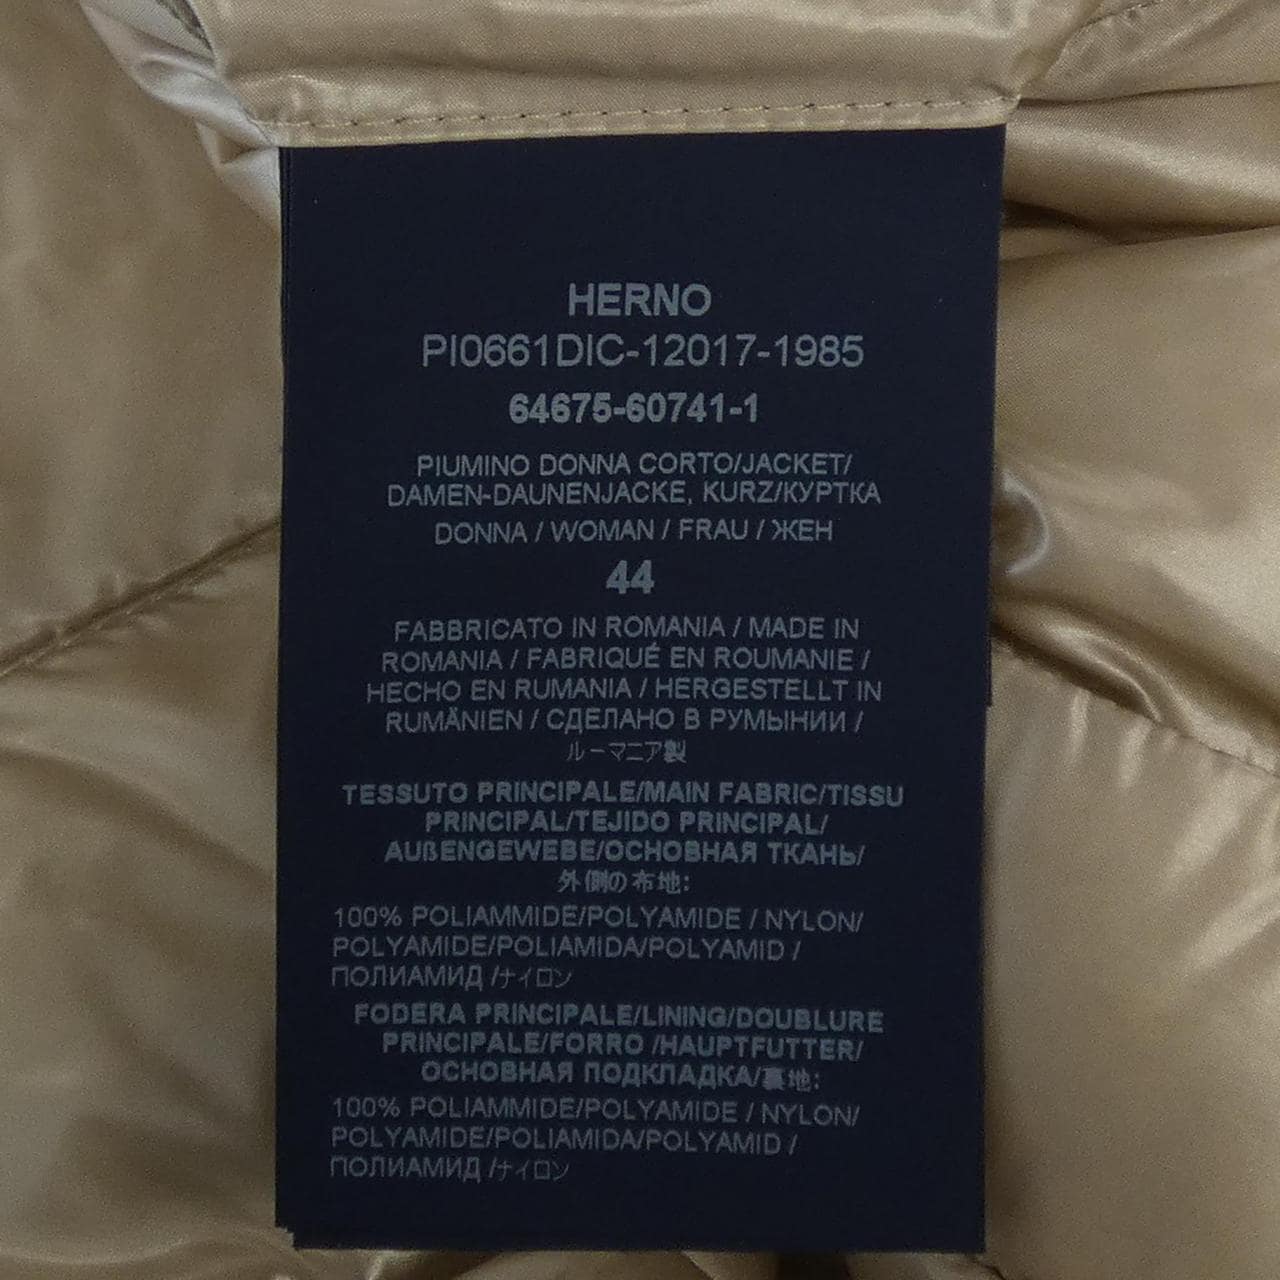 HERNO
PI0661DIC-12017-1985
64675-60741-1
PIUMINO DONNA CORTO/JACKET/
DAMEN-DAUNENJACKE, KURZ/КУРТКА
DONNA / WOMAN / FRAU / ЖЕН
44
FABBRICATO IN ROMANIA / MADE IN
ROMANIA / FABRIQUÉ EN ROUMANIE /
HECHO EN RUMANIA / HERGESTELLT IN
RUMÄNIEN / СДЕЛАНО В РУМЫНИИ /
ルーマニア製
TESSUTO PRINCIPALE/MAIN FABRIC/TISSU
PRINCIPAL/TEJIDO PRINCIPAL/
AUßENGEWEBE/ОСНОВНАЯ ТКАНЬ/
外側の布地:
100% POLIAMMIDE/POLYAMIDE / NYLON/
POLYAMIDE/POLIAMIDA/POLYAMID /
ПОЛИАМИД /ナイロン
FODERA PRINCIPALE/LINING/DOUBLURE
PRINCIPALE/FORRO /HAUPTFUTTER/
ОСНОВНАЯ ПОДКЛАДКА/裏地:
100% POLIAMMIDE/POLYAMIDE / NYLON/
POLYAMIDE/POLIAMIDA/POLYAMID /
ПОЛИАМИД /ナイロン